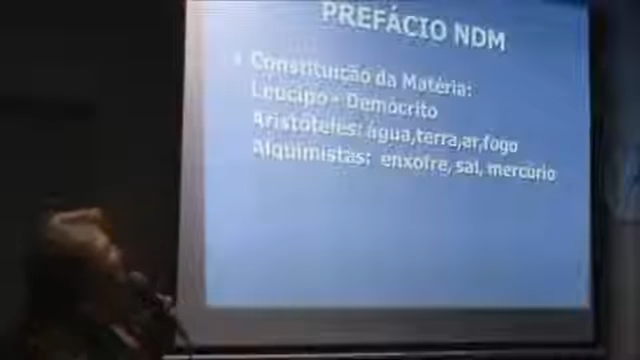 PREFÁCIO NDM
Constituição da Matéria:
Leucipo - Demócrito
Aristóteles: água,terra,ar,fogo
Alquimistas: enxofre, sal, mercúrio